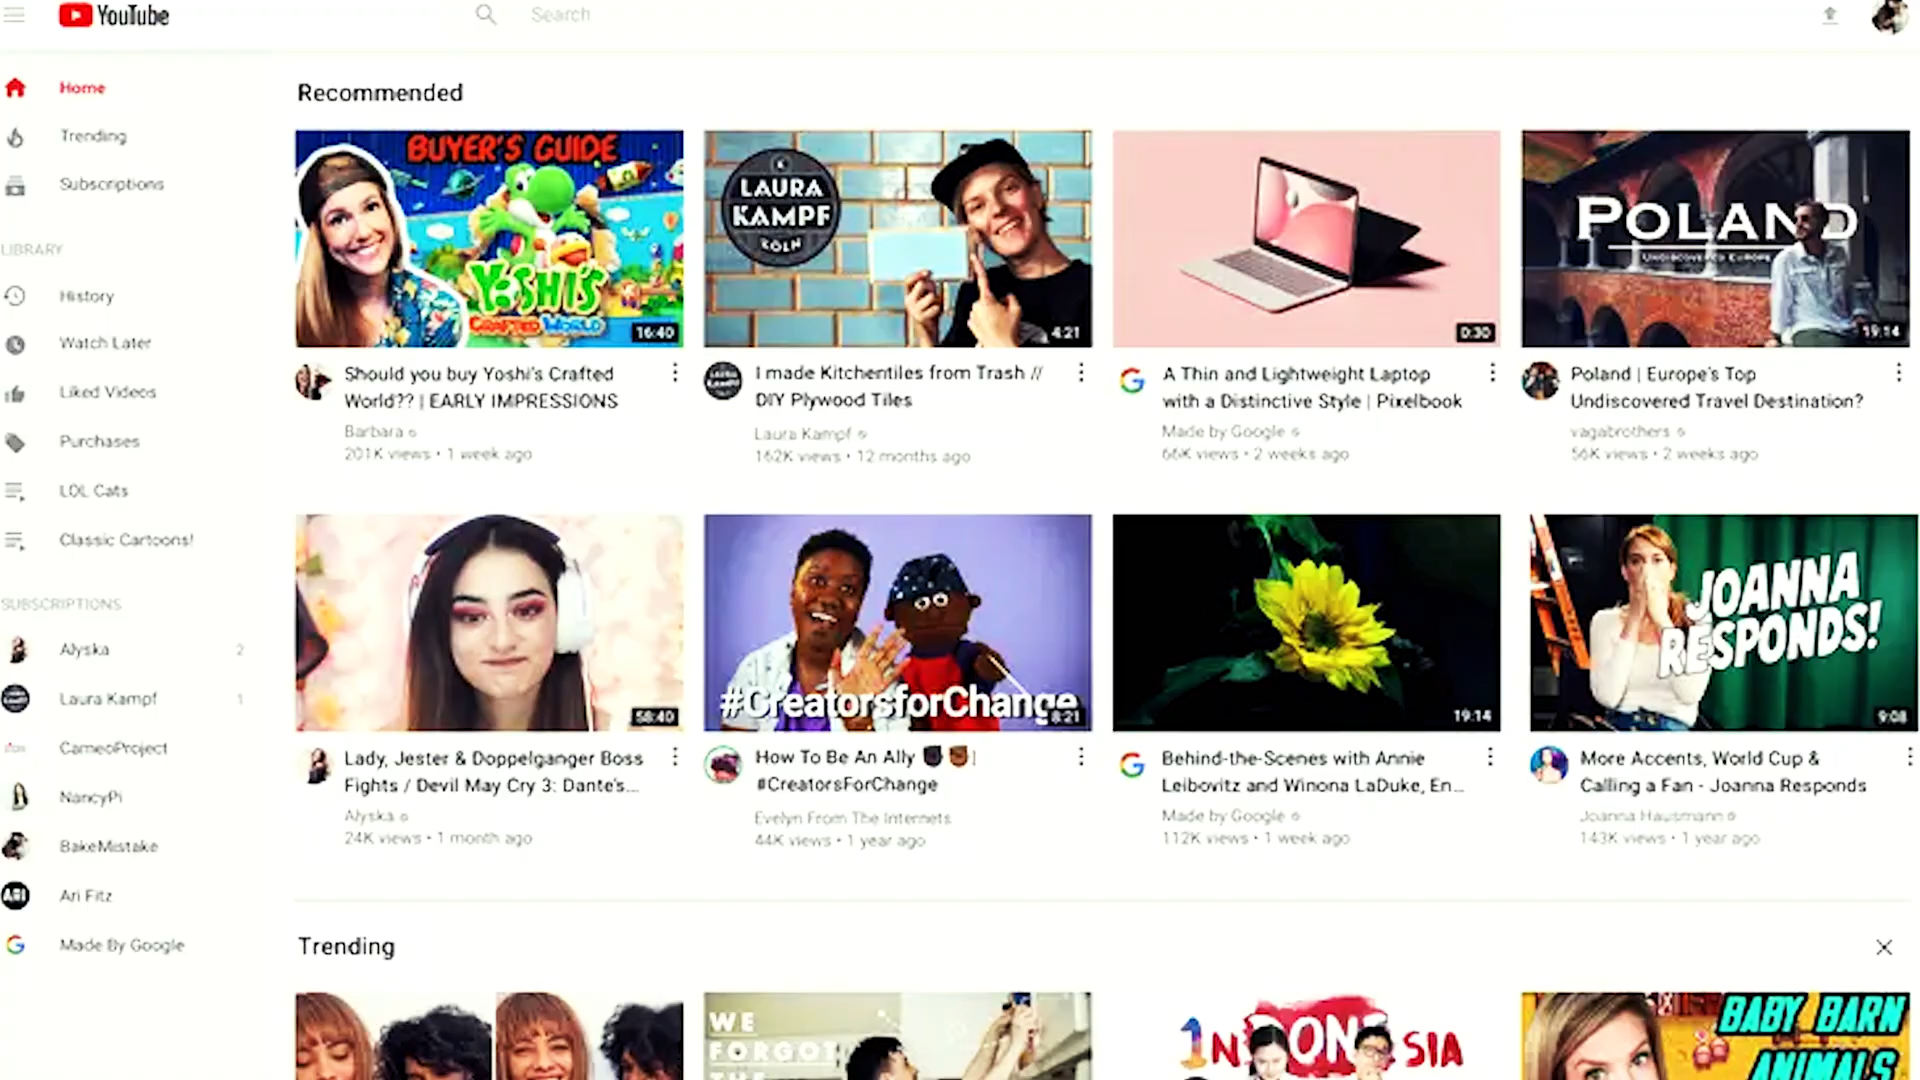 YouTube
Search
Home
Trending
Subscriptions
LIBRARY
History
Watch Later
Liked Videos
Purchases
LOL Cats
Classic Cartoons!
SUBSCRIPTIONS
Alyska 2
Laura Kampf 1
CameoProject
NancyPi
BakeMistake
Ari Fitz
ARI
Made By Google
Recommended
BUYER'S GUIDE
YOSHI'S
CRAFTED WORLD
16:40
Should you buy Yoshi's Crafted
World?? | EARLY IMPRESSIONS
Barbara
201K views • 1 week ago
K
LAURA
KAMPF
KÖLN
4:21
I made Kitchentiles from Trash //
DIY Plywood Tiles
Laura Kampf
162K views • 12 months ago
0:30
A Thin and Lightweight Laptop
with a Distinctive Style | Pixelbook
Made by Google
66K views • 2 weeks ago
POLAND
UNDISCOVERED EUROPE
19:14
Poland | Europe's Top
Undiscovered Travel Destination?
vagabrothers
56K views • 2 weeks ago
58:40
Lady, Jester & Doppelganger Boss
Fights / Devil May Cry 3: Dante's...
Alyska
24K views • 1 month ago
#CreatorsforChange
8:21
How To Be An Ally ✊🏿 ✊🏾 |
#CreatorsForChange
Evelyn From The Internets
44K views • 1 year ago
19:14
Behind-the-Scenes with Annie
Leibovitz and Winona LaDuke, En...
Made by Google
112K views • 1 week ago
JOANNA
RESPONDS!
9:08
More Accents, World Cup &
Calling a Fan - Joanna Responds
Joanna Hausmann
143K views • 1 year ago
Trending
WE
FORGOT
THE
1NDONESIA
BABY BARN
ANIMALS